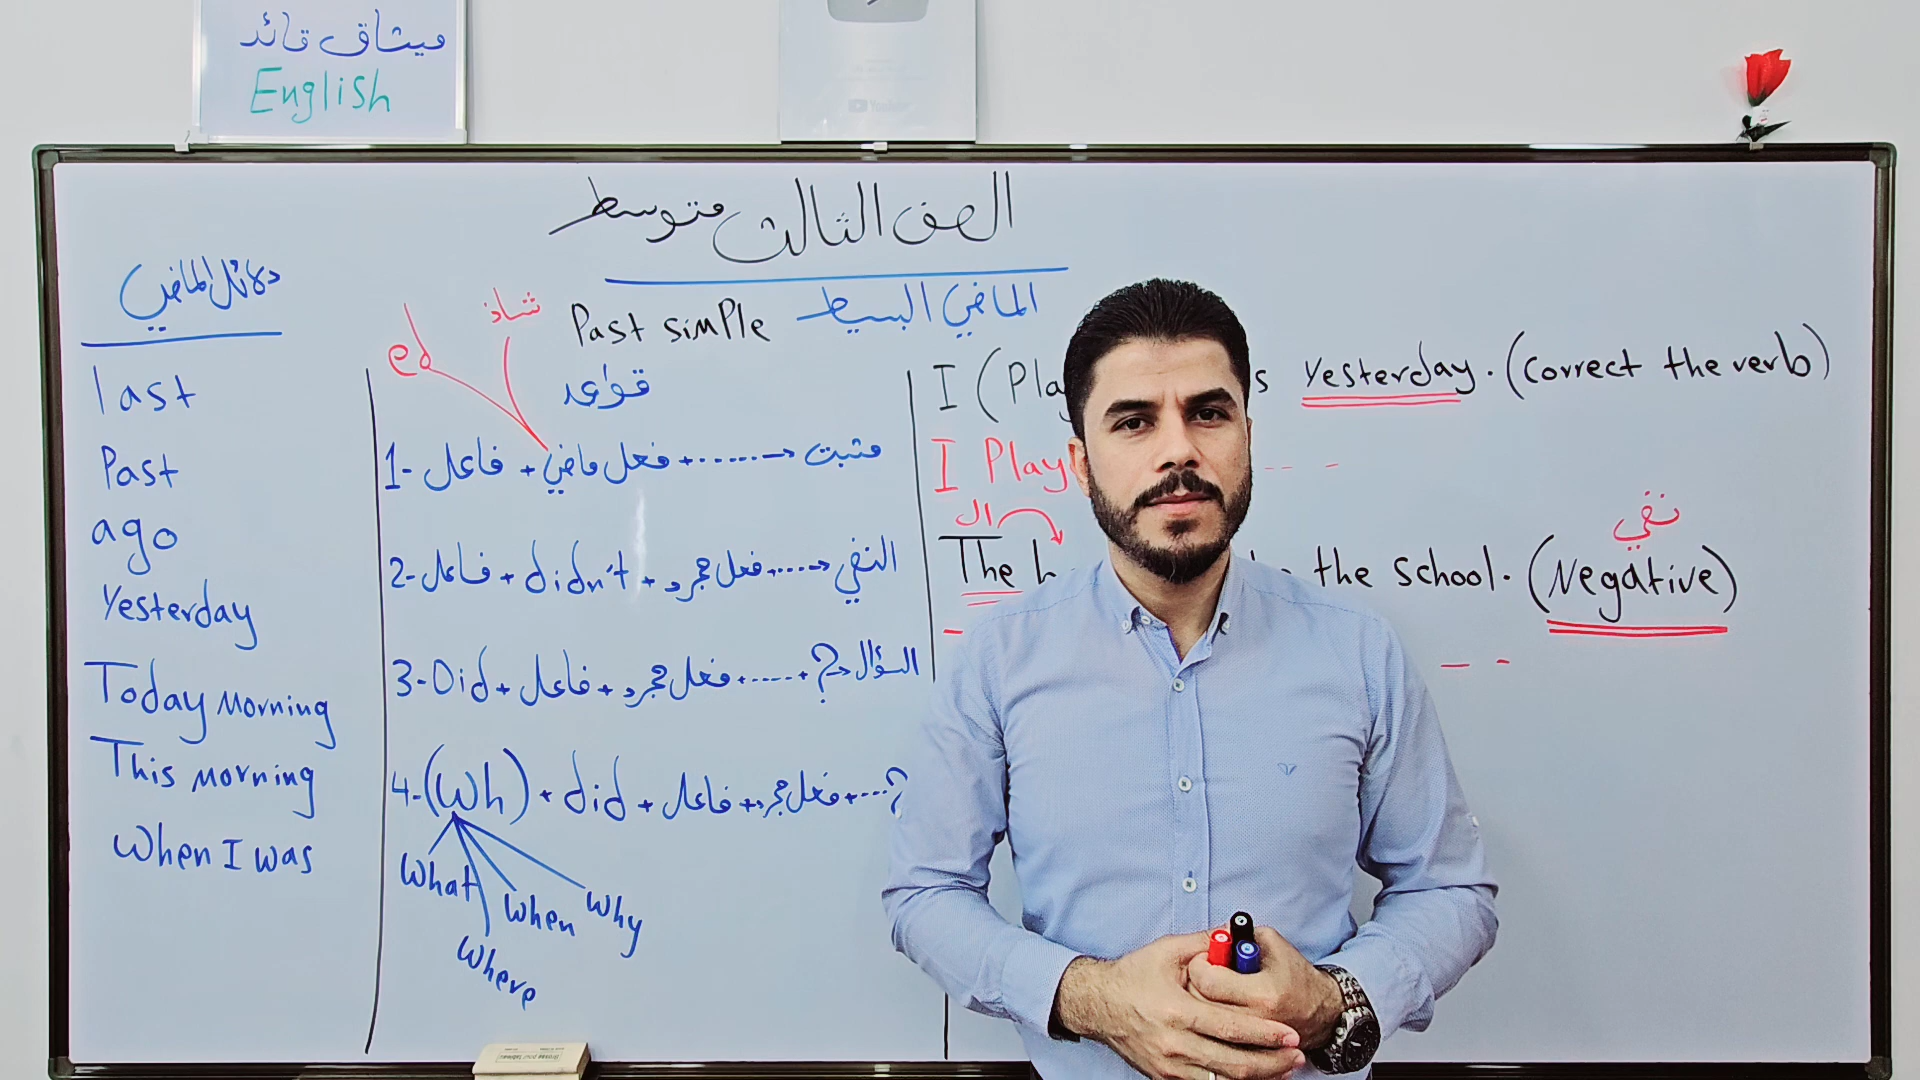 ميثاق قائد
English
الصف الثالث متوسط
الماضي البسيط
Past simple
قواعد
دلائل الماضي
last
Past
ago
Yesterday
Today Morning
This Morning
When I was
ed
شاذ
1- فاعل + فعل ماضي + ...... → مثبت
2- فاعل + didn't + فعل مجرد + ..... → النفي
3- Did + فاعل + فعل مجرد + ..... + ? → السؤال
4- (Wh) + did + فاعل + فعل مجرد + .... ?
What
Where
When
Why
I (Pla s Yesterday. (correct the verb)
I Play
ال
نفي
The h the school. (Negative)